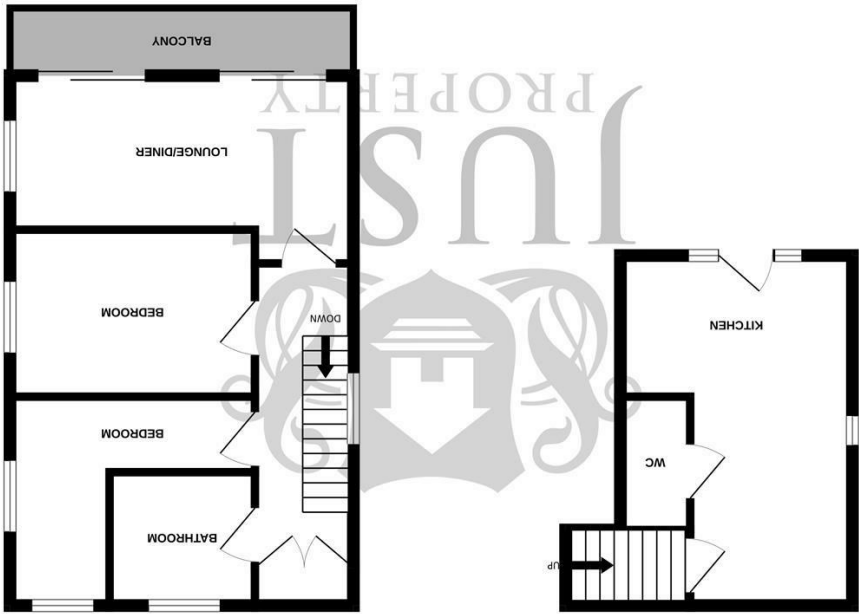 KITCHEN
WC
UP
BALCONY
LOUNGE/DINER
BEDROOM
DOWN
BEDROOM
BATHROOM
JUST
PROPERTY